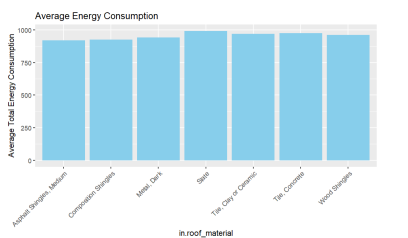 Average Energy Consumption
Average Total Energy Consumption
1000
750
500
250
0
Asphalt Shingles, Medium
Composition Shingles
Metal, Dark
Slate
Tile, Clay or Ceramic
Tile, Concrete
Wood Shingles
in.roof_material